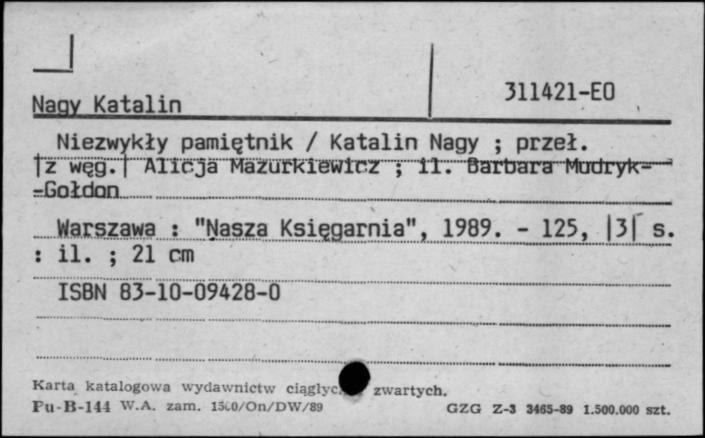 311421-EO
Nagy Katalin
Niezwykły pamiętnik / Katalin Nagy ; przeł.
|z węg.| Alicja Mazurkiewicz ; il. Barbara Mudryk-
-Gołdon
Warszawa : "Nasza Księgarnia", 1989. - 125, |3| s.
: il. ; 21 cm
ISBN 83-10-09428-0
Karta katalogowa wydawnictw zwartych.
Pu-B-144 W.A. zam. /On/DW/89
GZG Z-3 3465-89 1.500.000 szt.